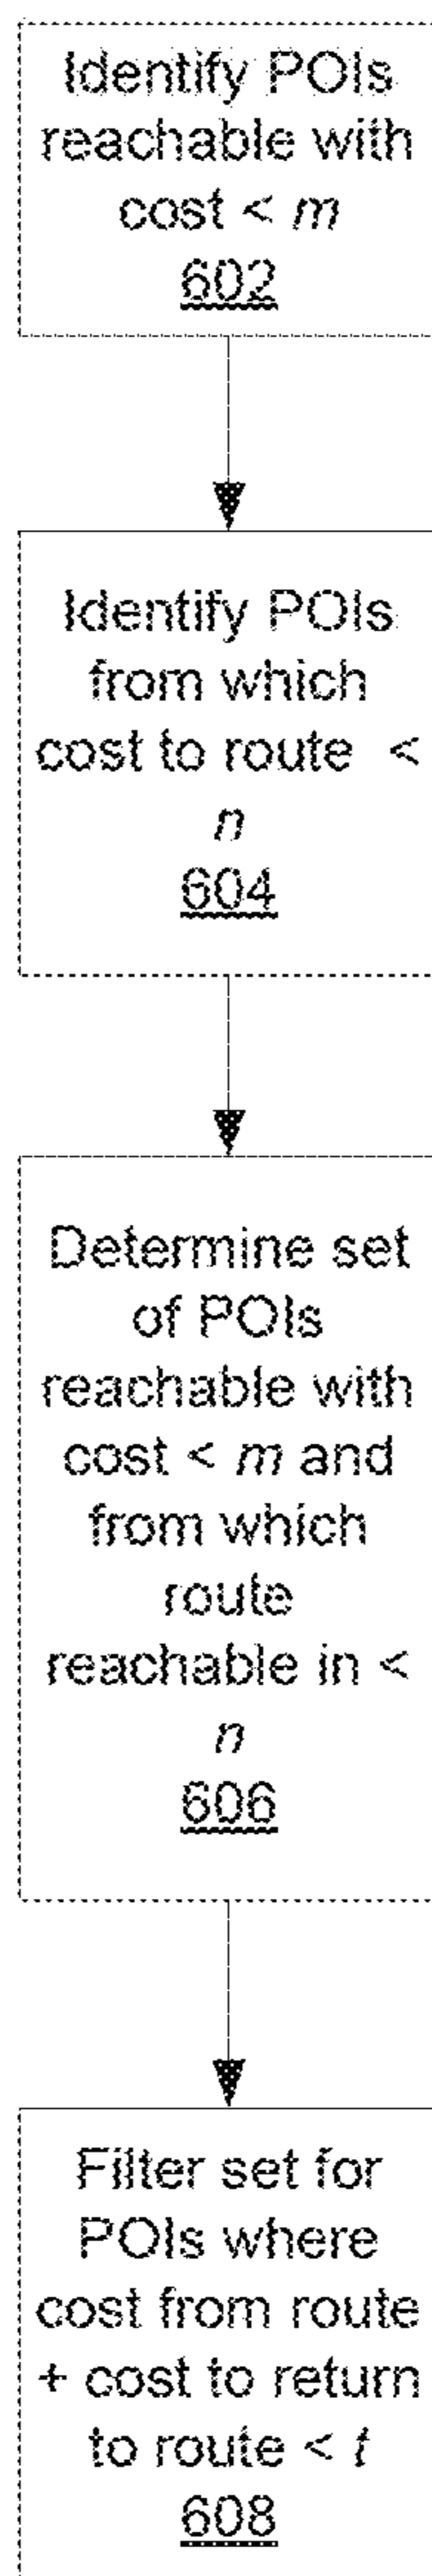 Identify POIs
reachable with
cost < m
602
Identify POIs
from which
cost to route <
n
604
Determine set
of POIs
reachable with
cost < m and
from which
route
reachable in <
n
606
Filter set for
POIs where
cost from route
+ cost to return
to route < t
608